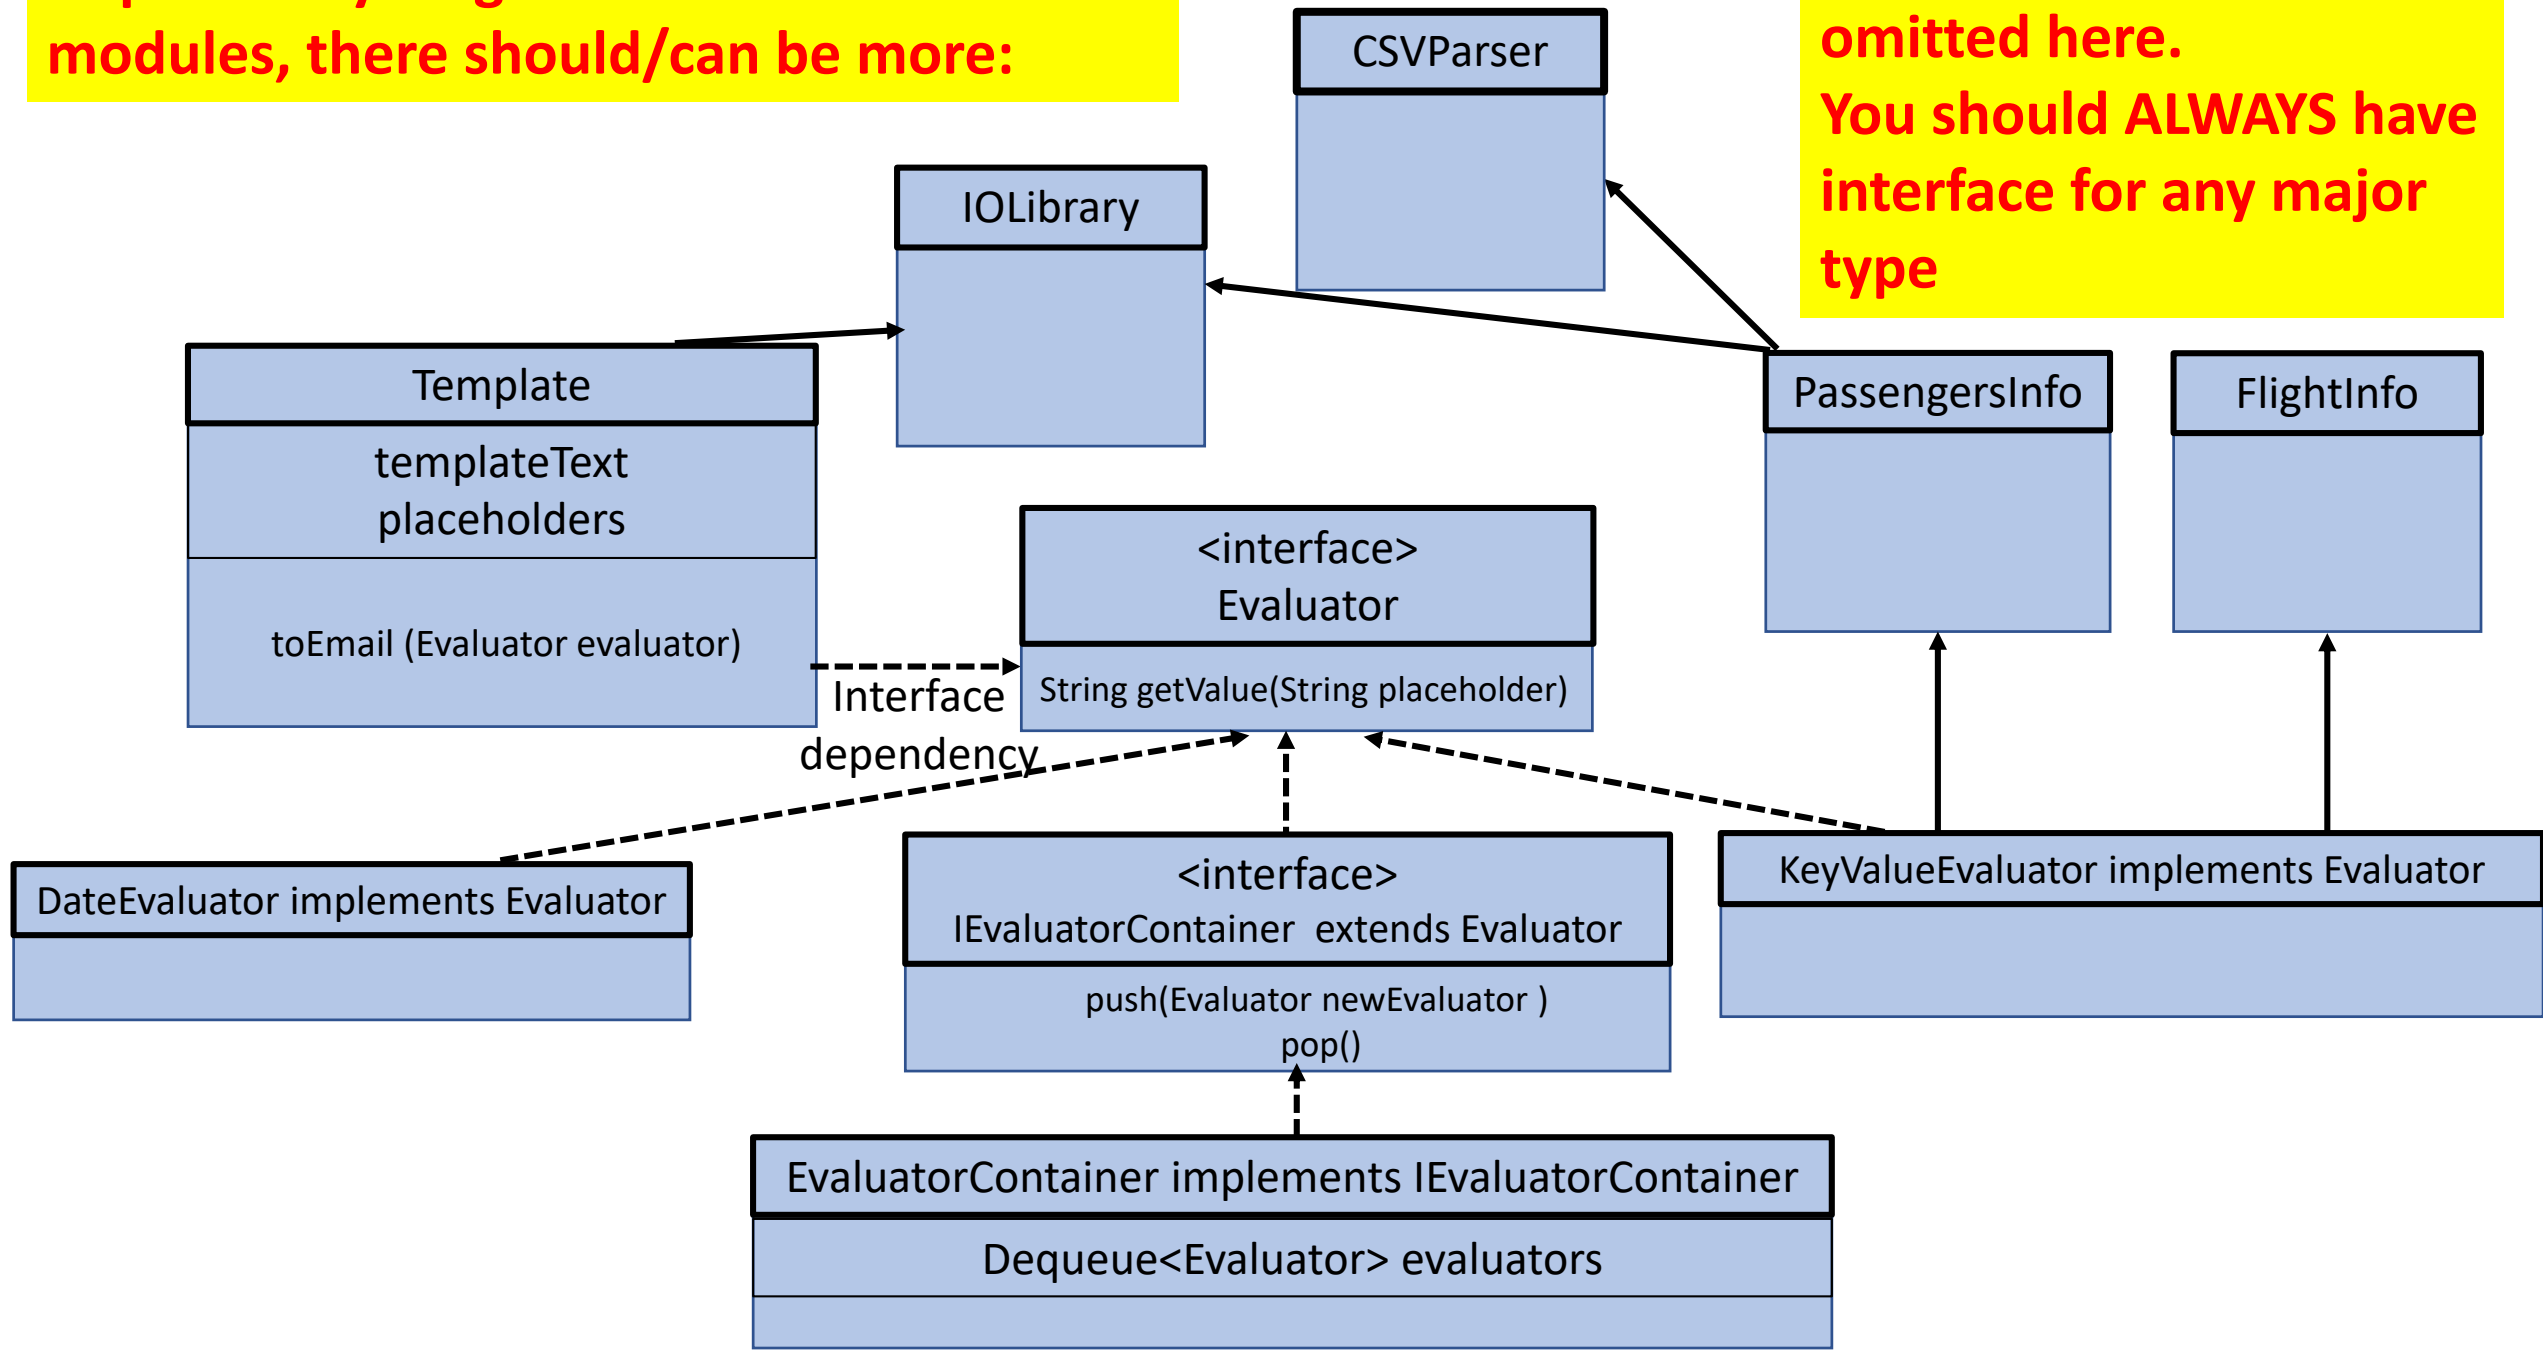 modules, there should/can be more:
omitted here.
You should ALWAYS have
interface for any major
type
CSVParser
IOLibrary
Template
templateText
placeholders
toEmail (Evaluator evaluator)
PassengersInfo
FlightInfo
<interface>
Evaluator
String getValue(String placeholder)
Interface
dependency
DateEvaluator implements Evaluator
<interface>
IEvaluatorContainer extends Evaluator
push(Evaluator newEvaluator )
pop()
KeyValueEvaluator implements Evaluator
EvaluatorContainer implements IEvaluatorContainer
Dequeue<Evaluator> evaluators